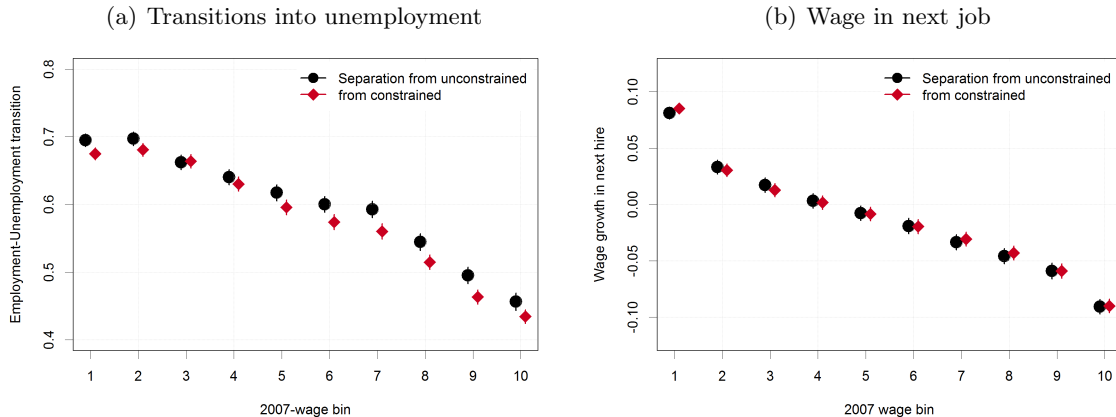 (a) Transitions into unemployment
Employment-Unemployment transition
0.8
0.7
0.6
0.5
0.4
Separation from unconstrained
from constrained
1 2 3 4 5 6 7 8 9 10
2007-wage bin
(b) Wage in next job
Wage growth in next hire
0.10
0.05
0.00
-0.05
-0.10
Separation from unconstrained
from constrained
1 2 3 4 5 6 7 8 9 10
2007 wage bin